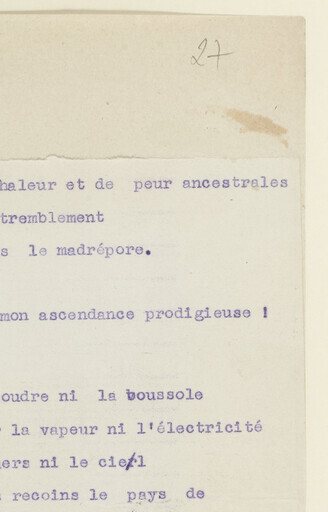 27
haleur et de peur ancestrales
tremblement
s le madrépore.
mon ascendance prodigieuse !
oudre ni la boussole
la vapeur ni l'électricité
ers ni le ciel
recoins le pays de